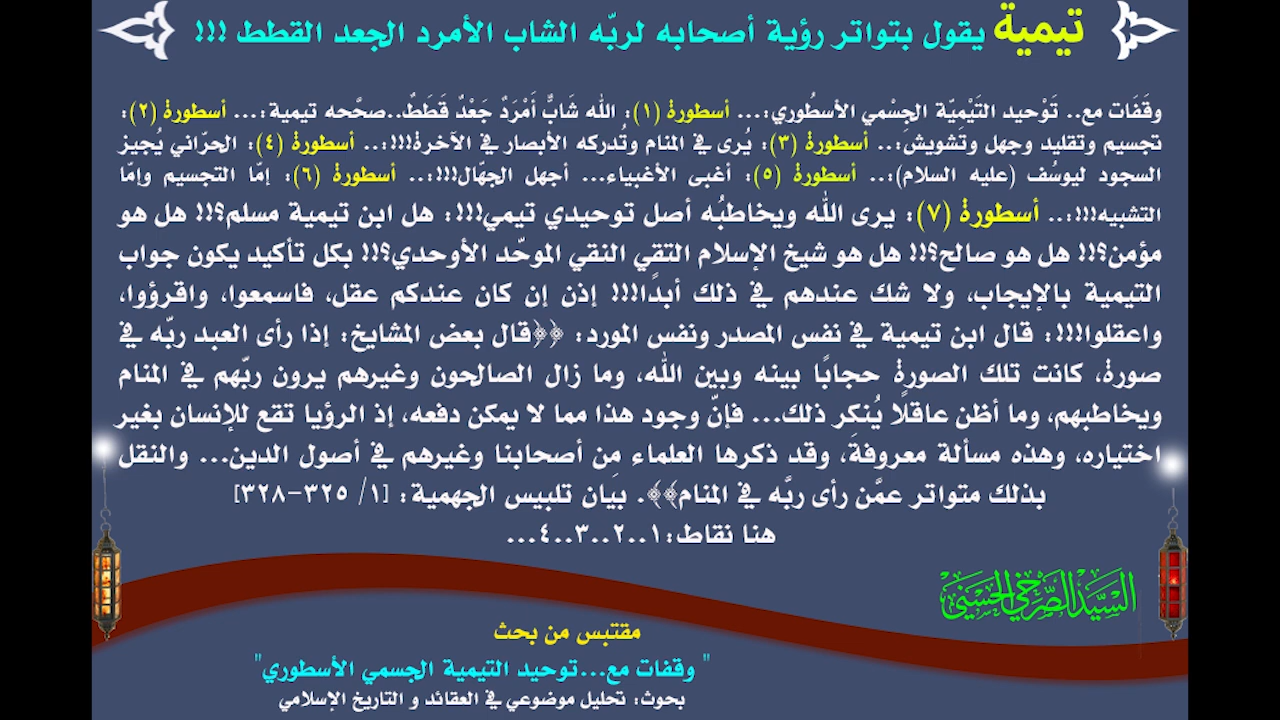 تيمية يقول بتواتر رؤية أصحابه لربّه الشاب الأمرد الجعد القطط !!!
وقَفَات مع.. تَوْحيد التَيْمِيّة الجِسْمي الأسطُوري:... أسطورة (١): الله شَابٌّ أَمْرَدٌ جَعْدٌ قَطَطٌ..صحَّحه تيمية:... أسطورة (٢):
تجسيم وتقليد وجهل وتَشويش:.. أسطورة (٣): يُرى في المنام وتُدركه الأبصار في الآخرة!!!:.. أسطورة (٤): الحرّاني يُجيز
السجود ليوسُف (عليه السلام):.. أسطورة (٥): أغبى الأغبياء... أجهل الجهّال!!!:.. أسطورة (٦): إمّا التجسيم وإمّا
التشبيه!!!:.. أسطورة (٧): يرى الله ويخاطبُه أصل توحيدي تيمي!!!: هل ابن تيمية مسلم؟!! هل هو
مؤمن؟!! هل هو صالح؟!! هل هو شيخ الإسلام التقي النقي الموحّد الأوحدي؟!! بكل تأكيد يكون جواب
التيمية بالإيجاب، ولا شك عندهم في ذلك أبدًا!!! إذن إن كان عندكم عقل، فاسمعوا، واقرؤوا،
واعقلوا!!!: قال ابن تيمية في نفس المصدر ونفس المورد: ﴿﴿قال بعض المشايخ: إذا رأى العبد ربّه في
صورة، كانت تلك الصورة حجابًا بينه وبين الله، وما زال الصالحون وغيرهم يرون ربّهم في المنام
ويخاطبهم، وما أظن عاقلًا يُنكر ذلك... فإنّ وجود هذا مما لا يمكن دفعه، إذ الرؤيا تقع للإنسان بغير
اختياره، وهذه مسألة معروفة، وقد ذكرها العلماء مِن أصحابنا وغيرهم في أصول الدين... والنقل
بذلك متواتر عمَّن رأى ربَّه في المنام﴾﴾. بيَان تلبيس الجهمية: [١/ ٣٢٥-٣٢٨]
هنا نقاط:١..٢..٣..٤...
السيد الصرخي الحسني
مقتبس من بحث
" وقفات مع...توحيد التيمية الجسمي الأسطوري"
بحوث: تحليل موضوعي في العقائد و التاريخ الإسلامي